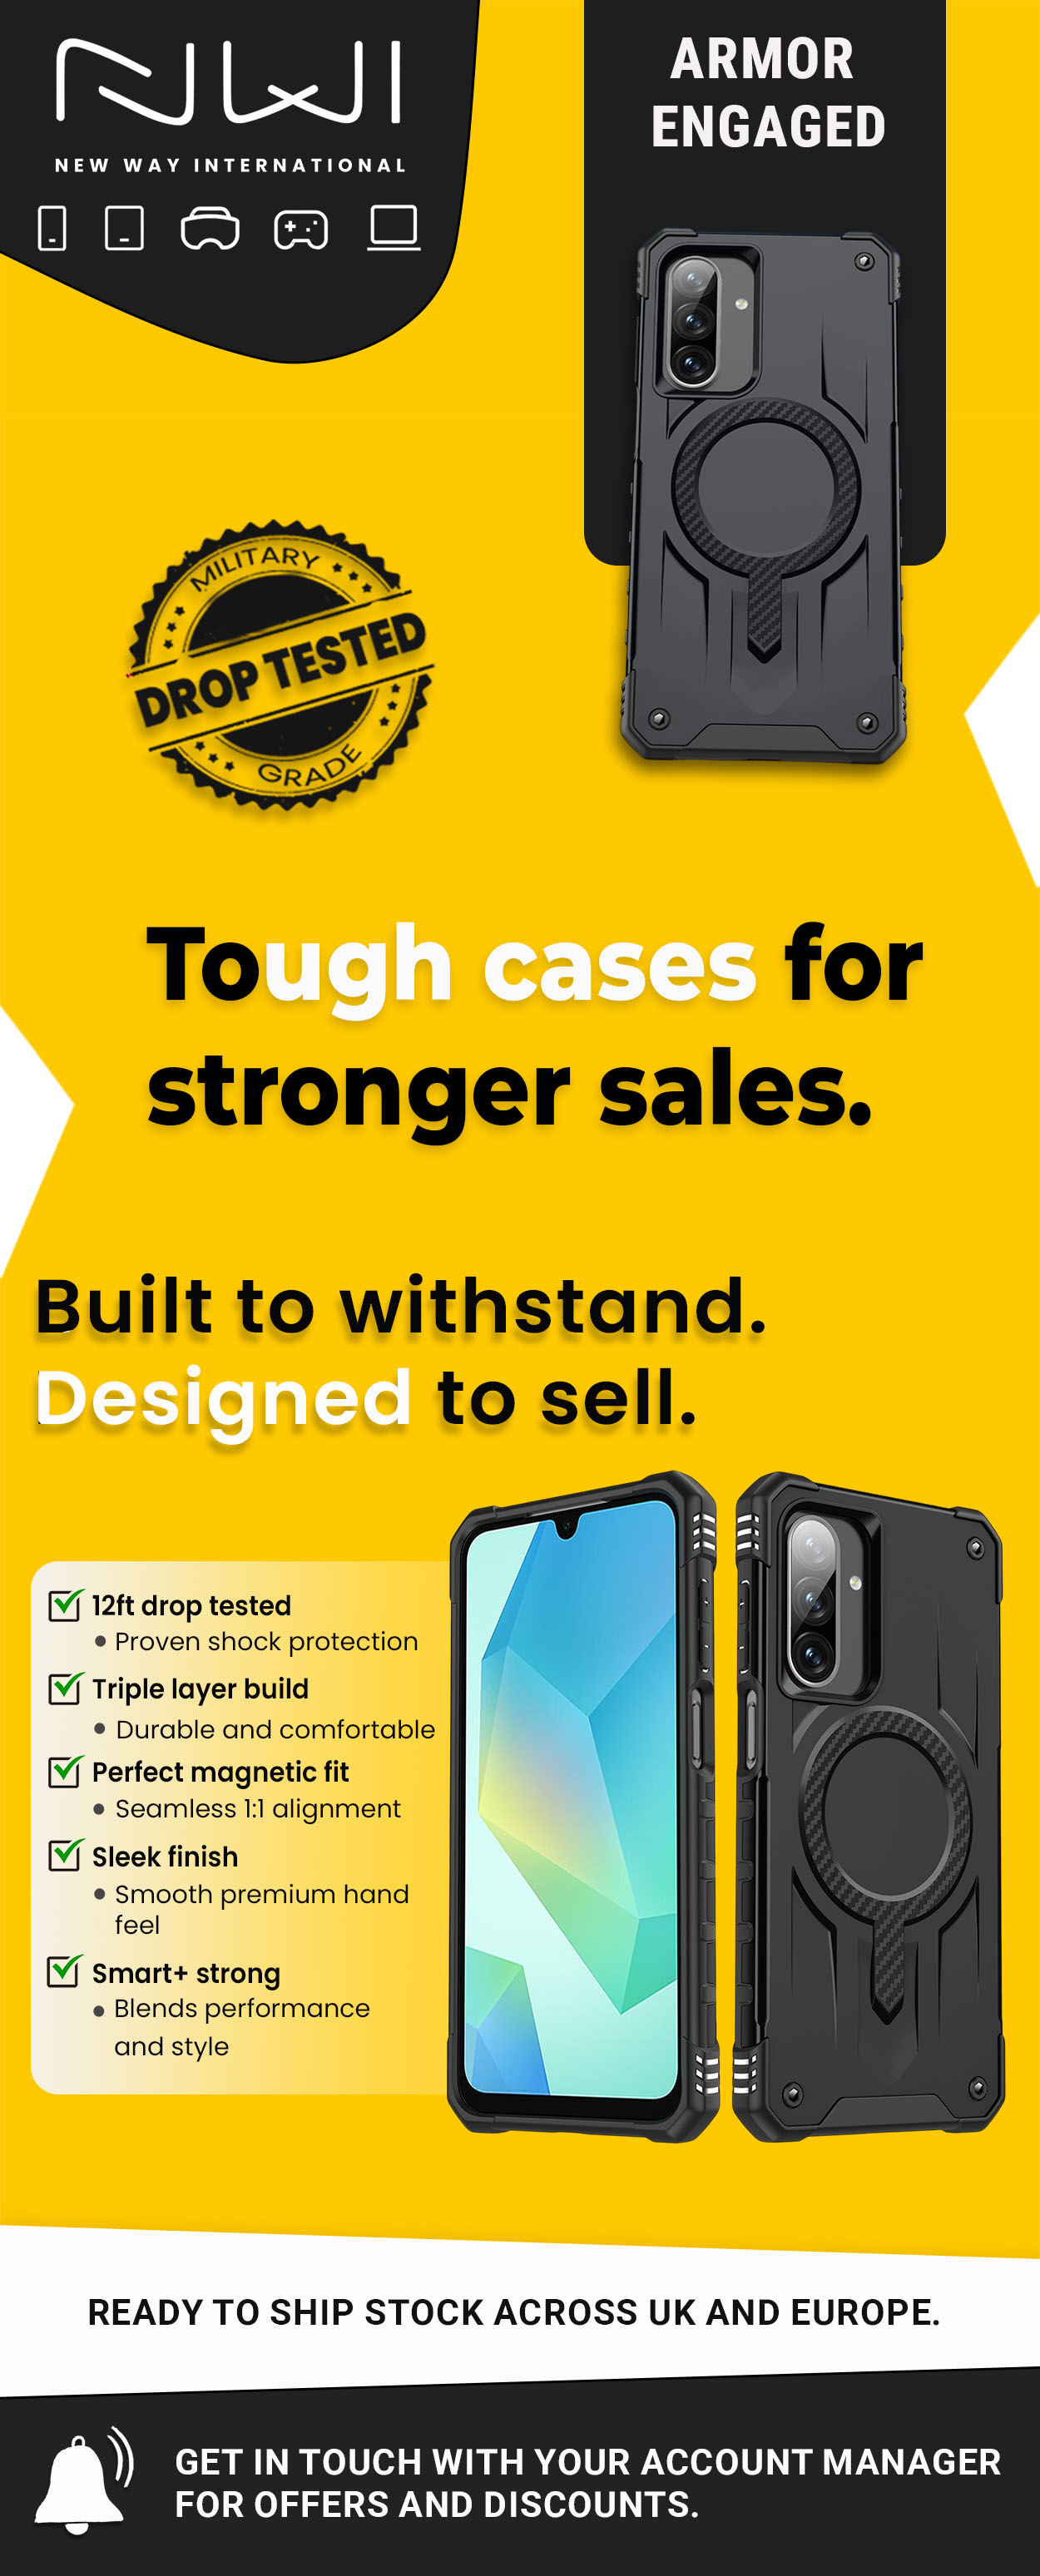 NWI
NEW WAY INTERNATIONAL
ARMOR
ENGAGED
MILITARY
DROP TESTED
GRADE
Tough cases for
stronger sales.
Built to withstand.
Designed to sell.
12ft drop tested
• Proven shock protection
Triple layer build
• Durable and comfortable
Perfect magnetic fit
• Seamless 1:1 alignment
Sleek finish
• Smooth premium hand
feel
Smart+ strong
• Blends performance
and style
READY TO SHIP STOCK ACROSS UK AND EUROPE.
GET IN TOUCH WITH YOUR ACCOUNT MANAGER
FOR OFFERS AND DISCOUNTS.